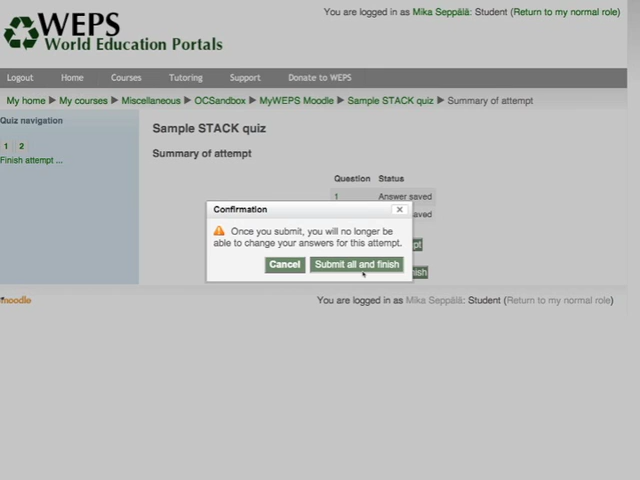 You are logged in as Mika Seppälä: Student (Return to my normal role)
WEPS
World Education Portals
Logout Home Courses Tutoring Support Donate to WEPS
My home ▶ My courses ▶ Miscellaneous ▶ OCSandbox ▶ MyWEPS Moodle ▶ Sample STACK quiz ▶ Summary of attempt
Quiz navigation
1 2
Finish attempt ...
Sample STACK quiz
Summary of attempt
Question Status
1 Answer saved
saved
Confirmation
Once you submit, you will no longer be
able to change your answers for this attempt.
Cancel Submit all and finish
moodle
You are logged in as Mika Seppälä: Student (Return to my normal role)